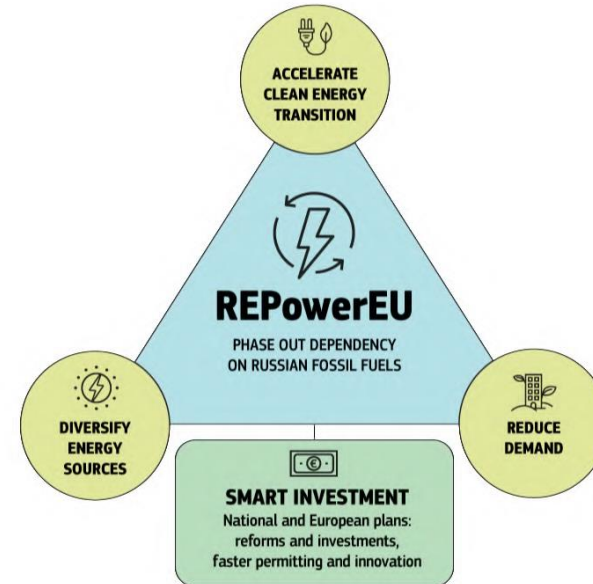 ACCELERATE
CLEAN ENERGY
TRANSITION
REPowerEU
PHASE OUT DEPENDENCY
ON RUSSIAN FOSSIL FUELS
DIVERSIFY
ENERGY
SOURCES
REDUCE
DEMAND
€
SMART INVESTMENT
National and European plans:
reforms and investments,
faster permitting and innovation